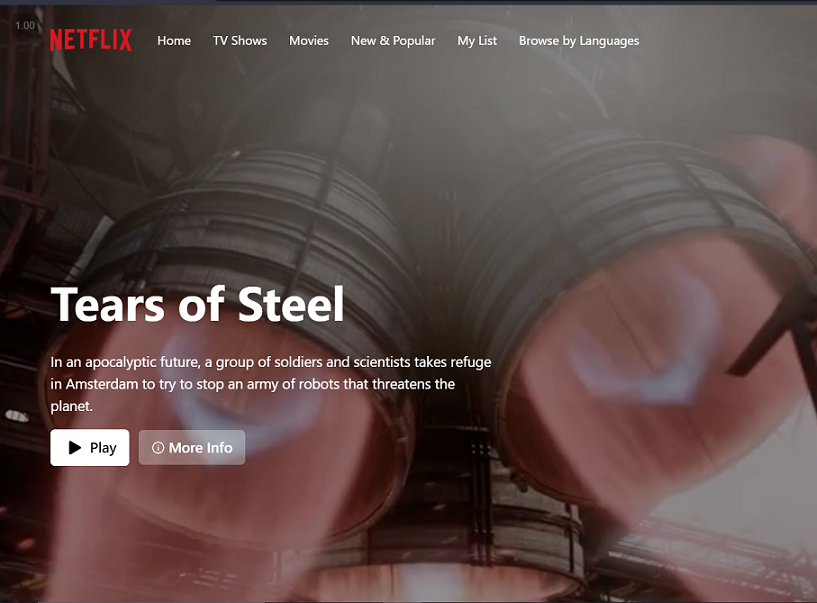 1.00
NETFLIX
Home TV Shows Movies New & Popular My List Browse by Languages
Tears of Steel
In an apocalyptic future, a group of soldiers and scientists takes refuge
in Amsterdam to try to stop an army of robots that threatens the
planet.
Play More Info